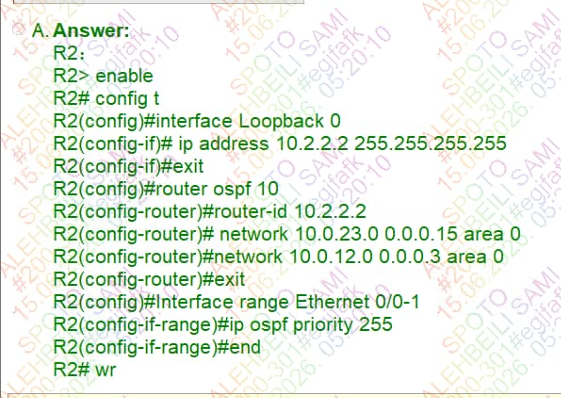 A. Answer:
R2：
R2> enable
R2# config t
R2(config)#interface Loopback 0
R2(config-if)# ip address 10.2.2.2 255.255.255.255
R2(config-if)#exit
R2(config)#router ospf 10
R2(config-router)#router-id 10.2.2.2
R2(config-router)# network 10.0.23.0 0.0.0.15 area 0
R2(config-router)#network 10.0.12.0 0.0.0.3 area 0
R2(config-router)#exit
R2(config)#Interface range Ethernet 0/0-1
R2(config-if-range)#ip ospf priority 255
R2(config-if-range)#end
R2# wr